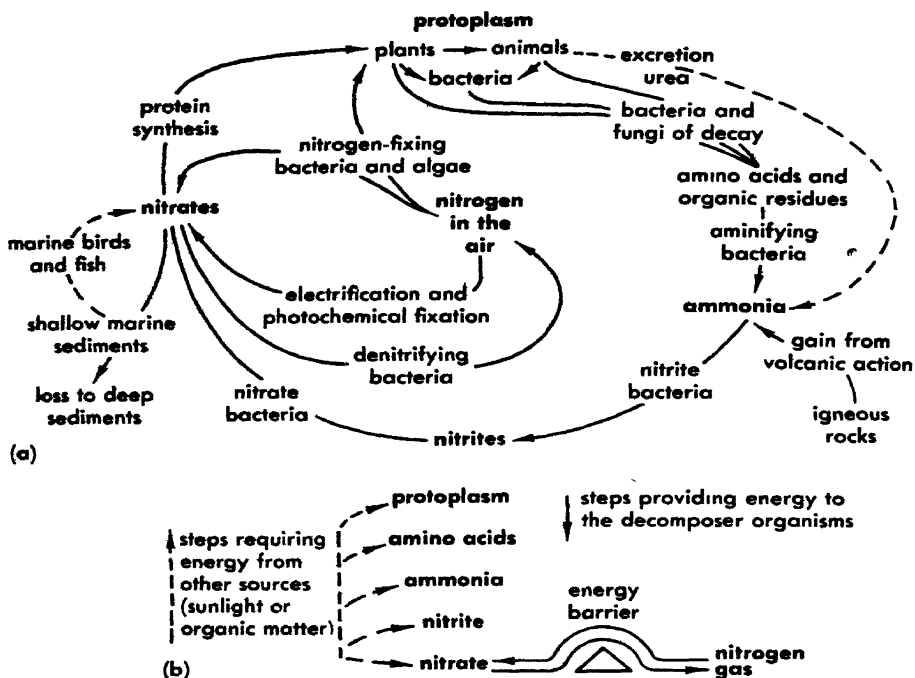 protoplasm
plants
animals
excretion
urea
bacteria
bacteria and
fungi of decay
protein
synthesis
nitrogen-fixing
bacteria and algae
amino acids and
organic residues
nitrates
nitrogen
in the
air
aminifying
bacteria
marine birds
and fish
electrification and
photochemical fixation
ammonia
shallow marine
sediments
denitrifying
bacteria
gain from
volcanic action
nitrate
bacteria
nitrite
bacteria
loss to deep
sediments
igneous
rocks
nitrites
(a)
protoplasm
steps providing energy to
the decomposer organisms
steps requiring
energy from
other sources
(sunlight or
organic matter)
amino acids
ammonia
nitrite
nitrate
energy
barrier
nitrogen
gas
(b)